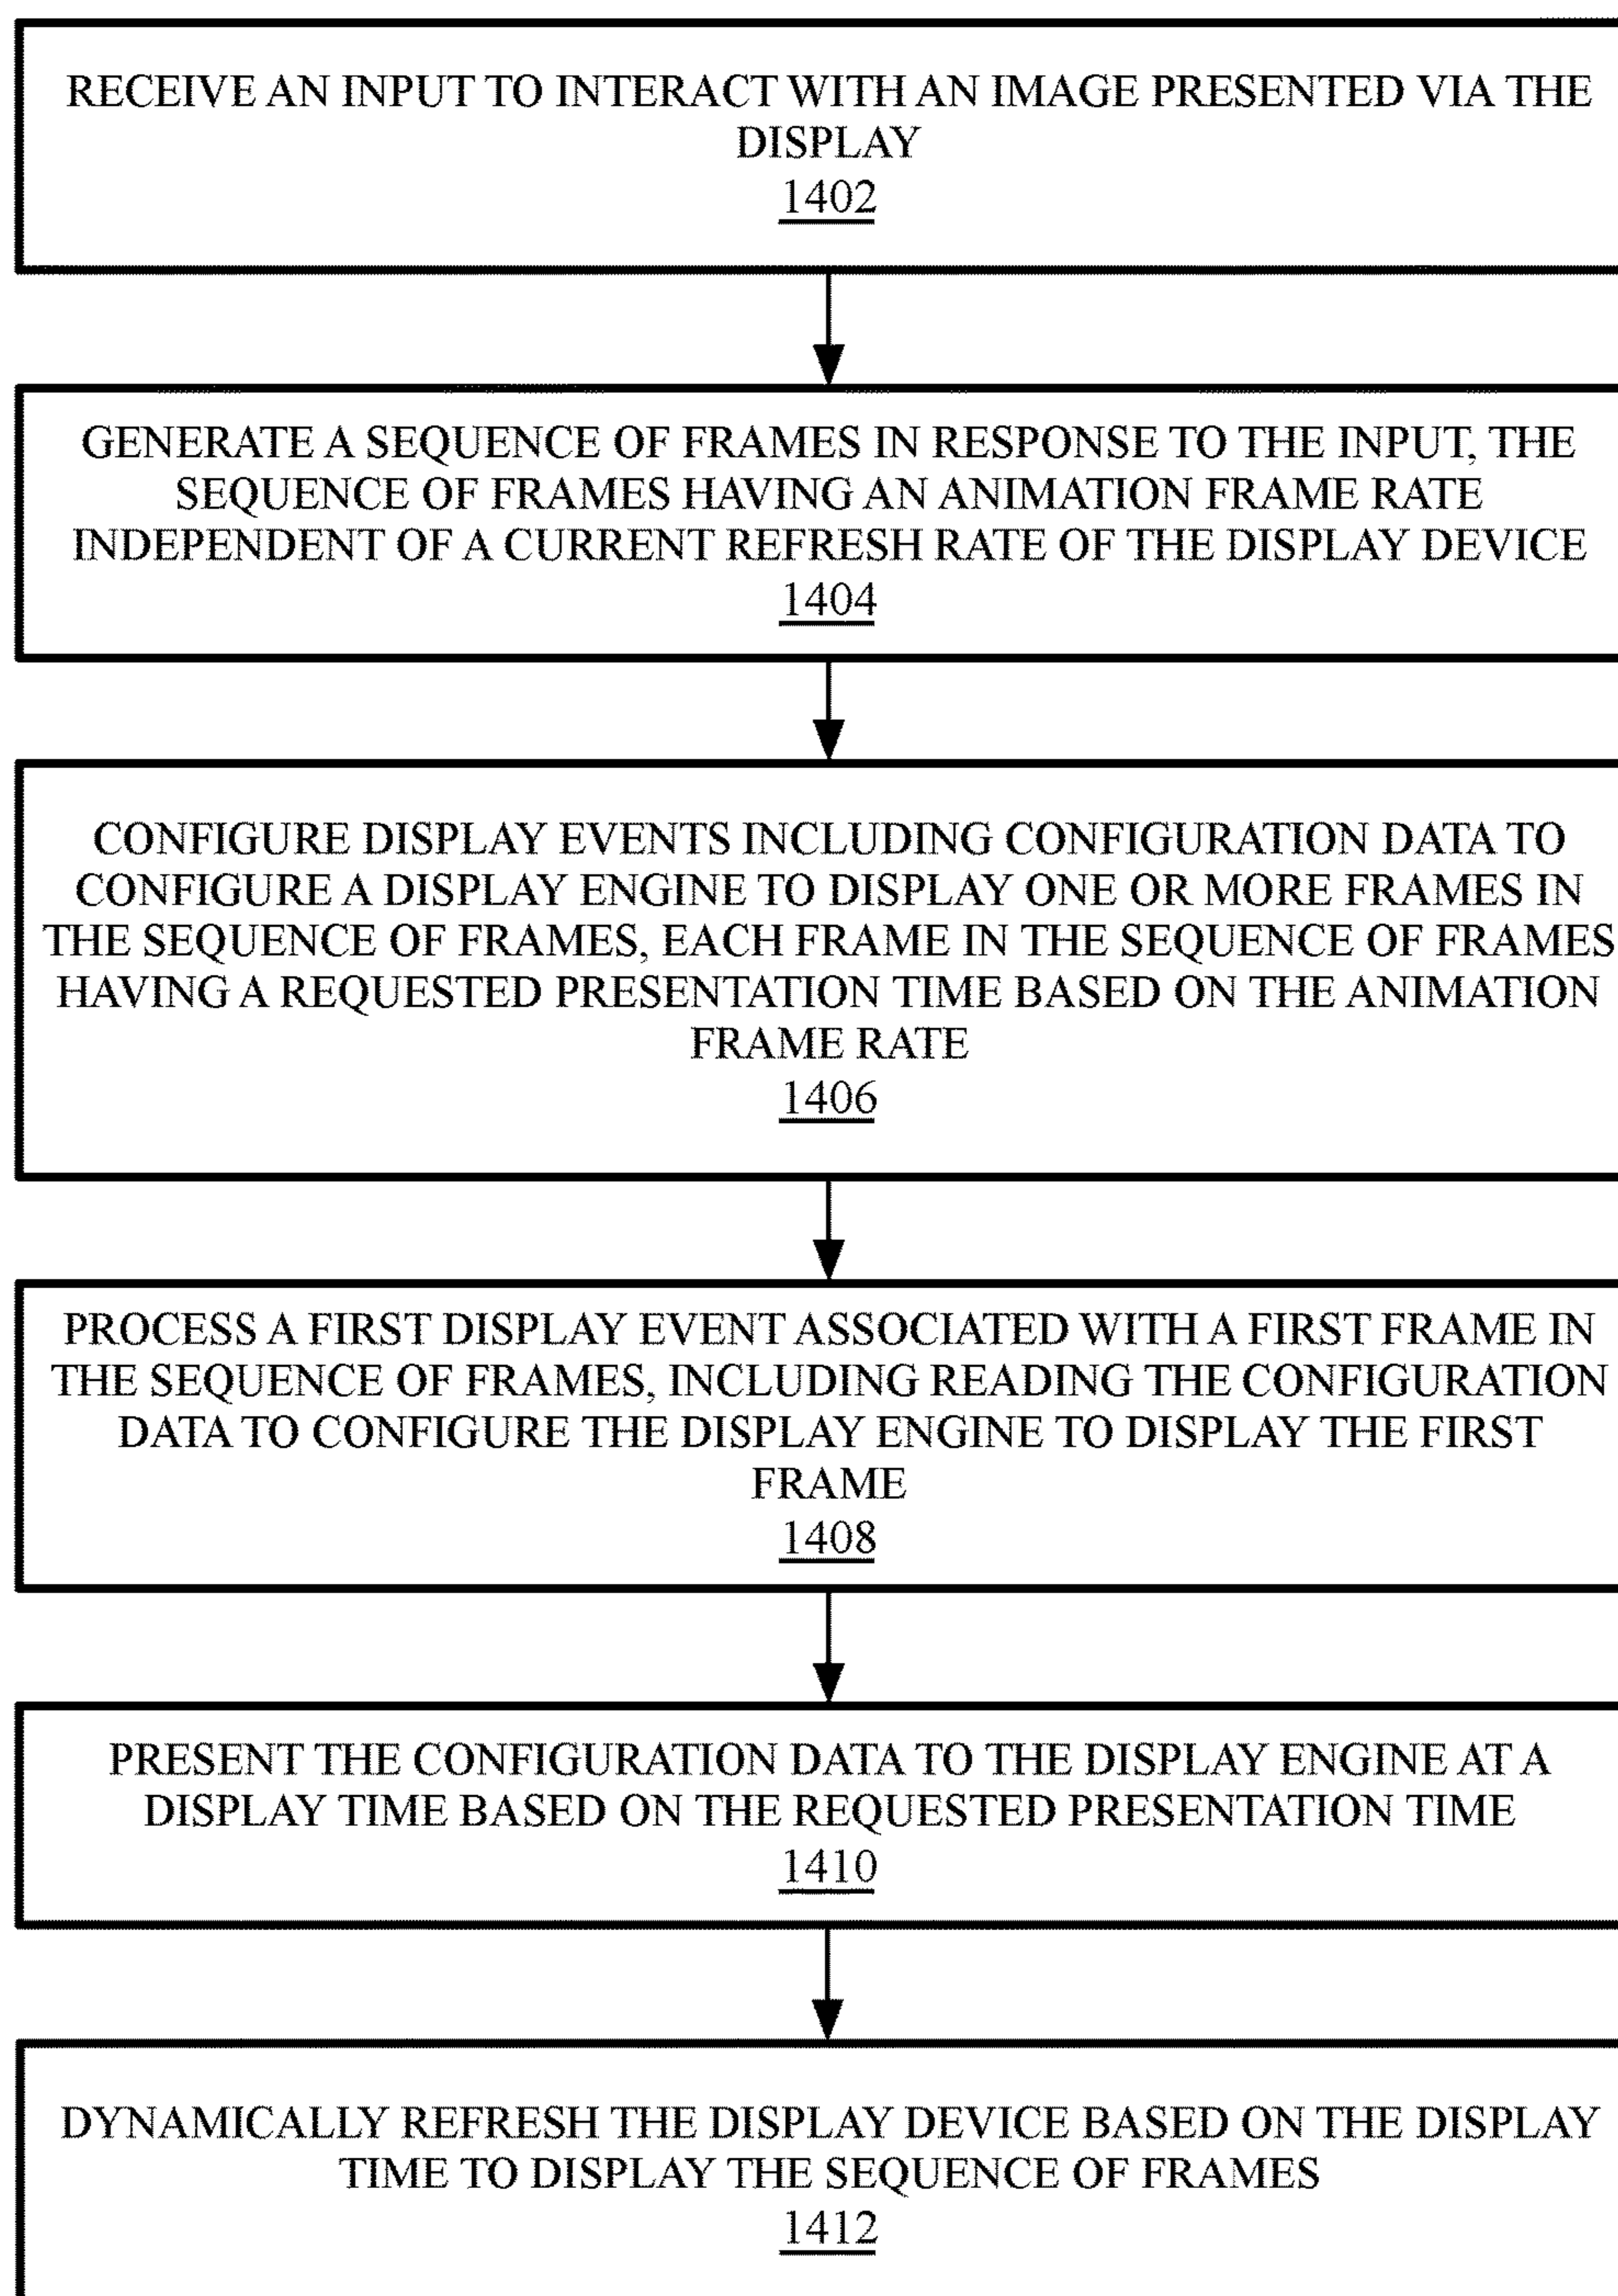 RECEIVE AN INPUT TO INTERACT WITH AN IMAGE PRESENTED VIA THE
DISPLAY
1402
GENERATE A SEQUENCE OF FRAMES IN RESPONSE TO THE INPUT, THE
SEQUENCE OF FRAMES HAVING AN ANIMATION FRAME RATE
INDEPENDENT OF A CURRENT REFRESH RATE OF THE DISPLAY DEVICE
1404
CONFIGURE DISPLAY EVENTS INCLUDING CONFIGURATION DATA TO
CONFIGURE A DISPLAY ENGINE TO DISPLAY ONE OR MORE FRAMES IN
THE SEQUENCE OF FRAMES, EACH FRAME IN THE SEQUENCE OF FRAMES
HAVING A REQUESTED PRESENTATION TIME BASED ON THE ANIMATION
FRAME RATE
1406
PROCESS A FIRST DISPLAY EVENT ASSOCIATED WITH A FIRST FRAME IN
THE SEQUENCE OF FRAMES, INCLUDING READING THE CONFIGURATION
DATA TO CONFIGURE THE DISPLAY ENGINE TO DISPLAY THE FIRST
FRAME
1408
PRESENT THE CONFIGURATION DATA TO THE DISPLAY ENGINE AT A
DISPLAY TIME BASED ON THE REQUESTED PRESENTATION TIME
1410
DYNAMICALLY REFRESH THE DISPLAY DEVICE BASED ON THE DISPLAY
TIME TO DISPLAY THE SEQUENCE OF FRAMES
1412